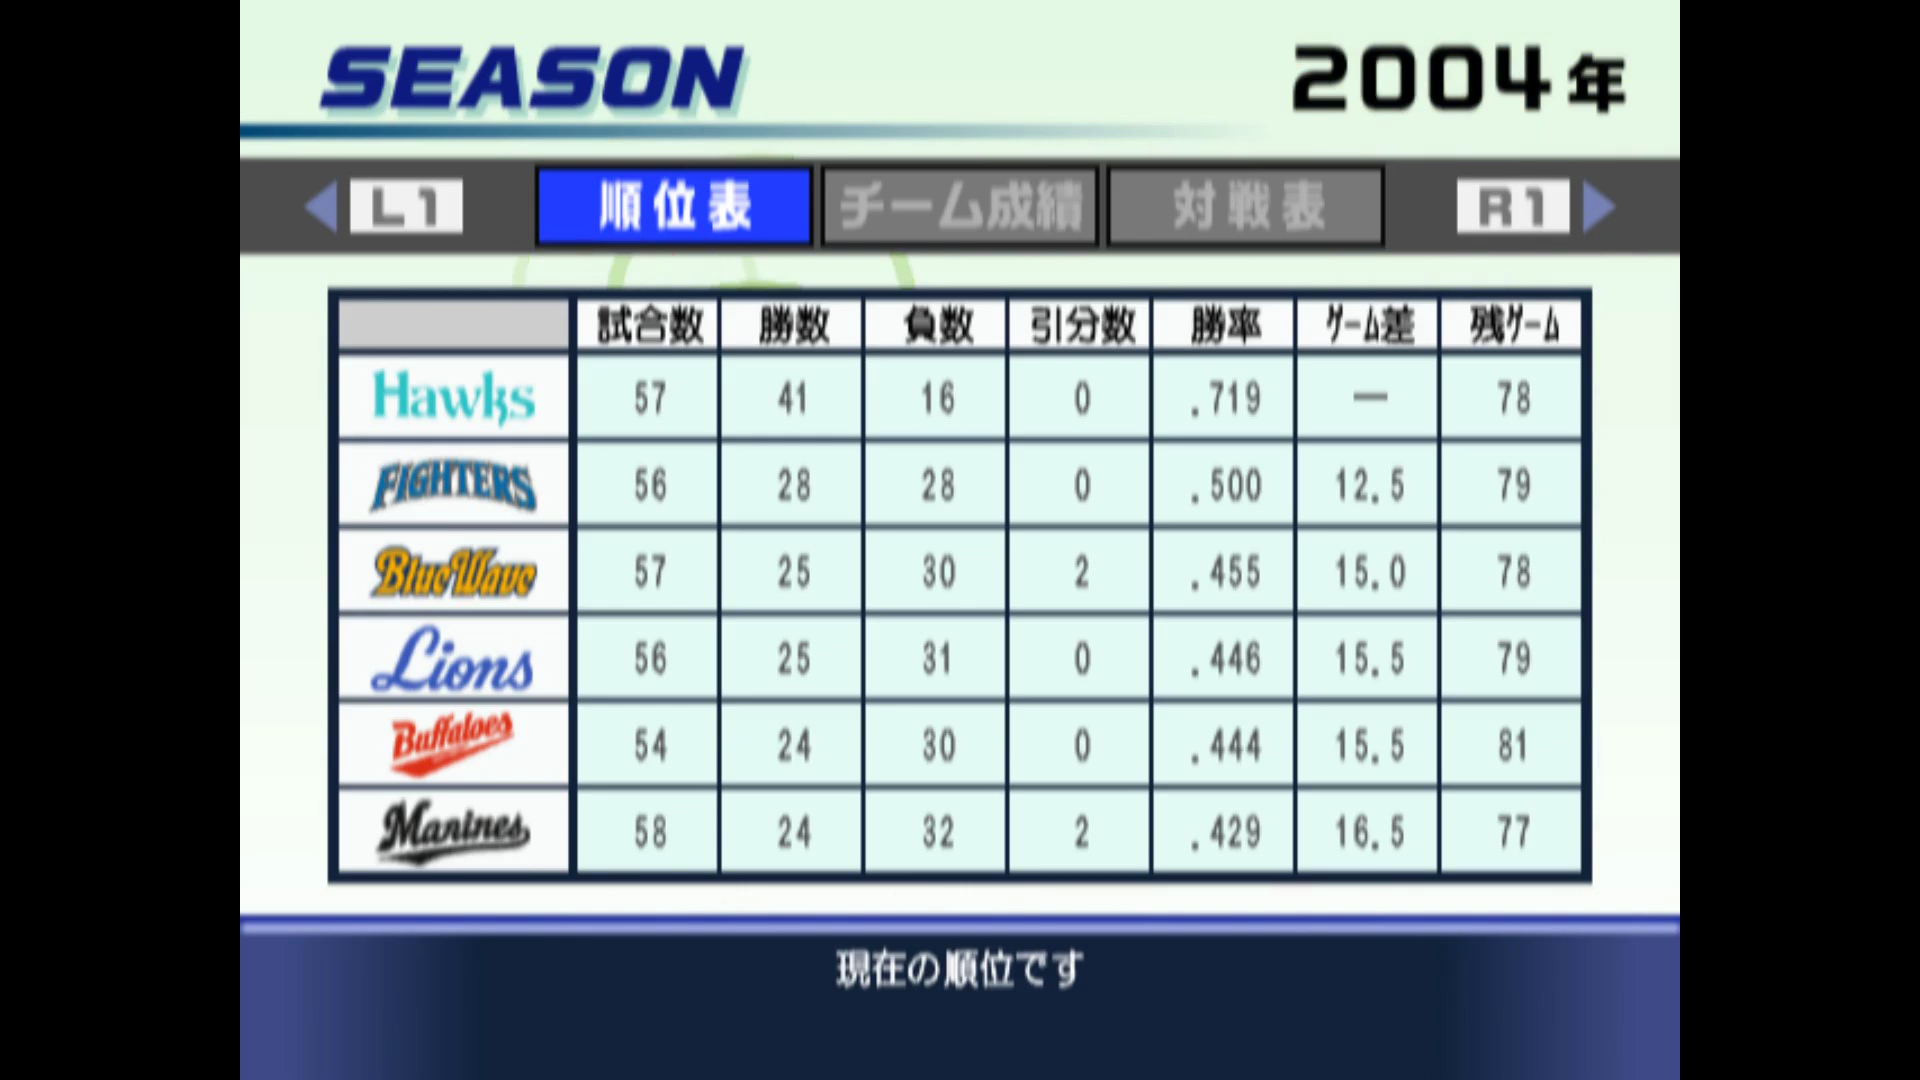 SEASON 2004年
L1 順位表 チーム成績 対戦表 R1
試合数 勝数 負数 引分数 勝率 ゲーム差 残ゲーム
Hawks 57 41 16 0 .719 — 78
FIGHTERS 56 28 28 0 .500 12.5 79
BlueWave 57 25 30 2 .455 15.0 78
Lions 56 25 31 0 .446 15.5 79
Buffaloes 54 24 30 0 .444 15.5 81
Marines 58 24 32 2 .429 16.5 77
現在の順位です